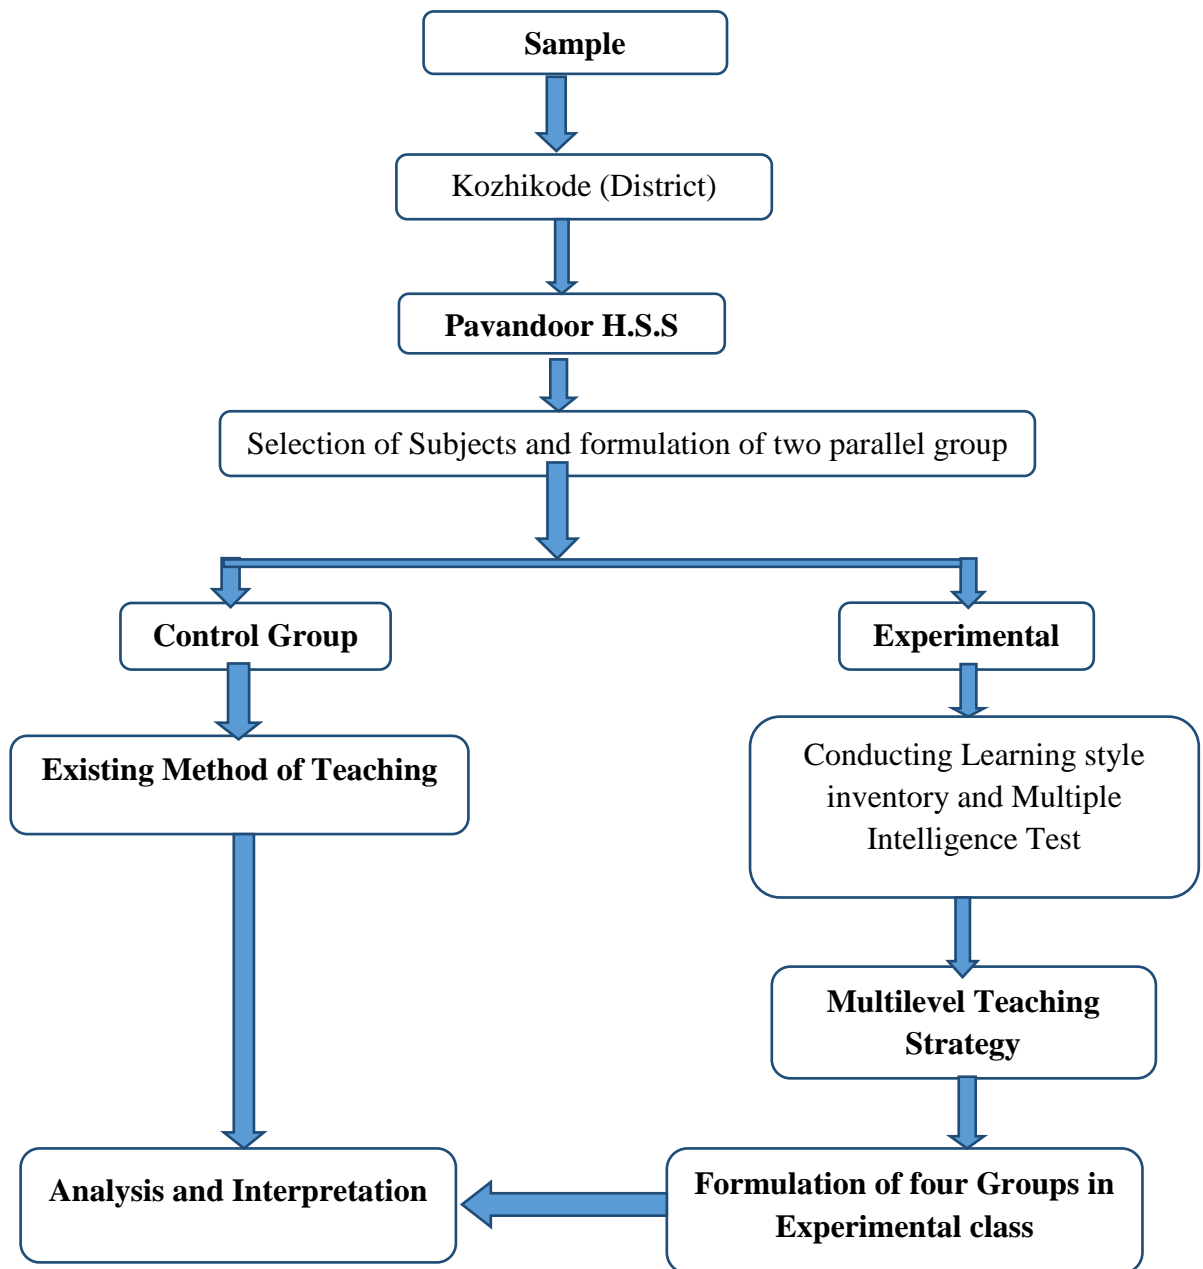 Sample
Kozhikode (District)
Pavandoor H.S.S
Selection of Subjects and formulation of two parallel group
Control Group
Experimental
Existing Method of Teaching
Conducting Learning style
inventory and Multiple
Intelligence Test
Multilevel Teaching
Strategy
Analysis and Interpretation
Formulation of four Groups in
Experimental class